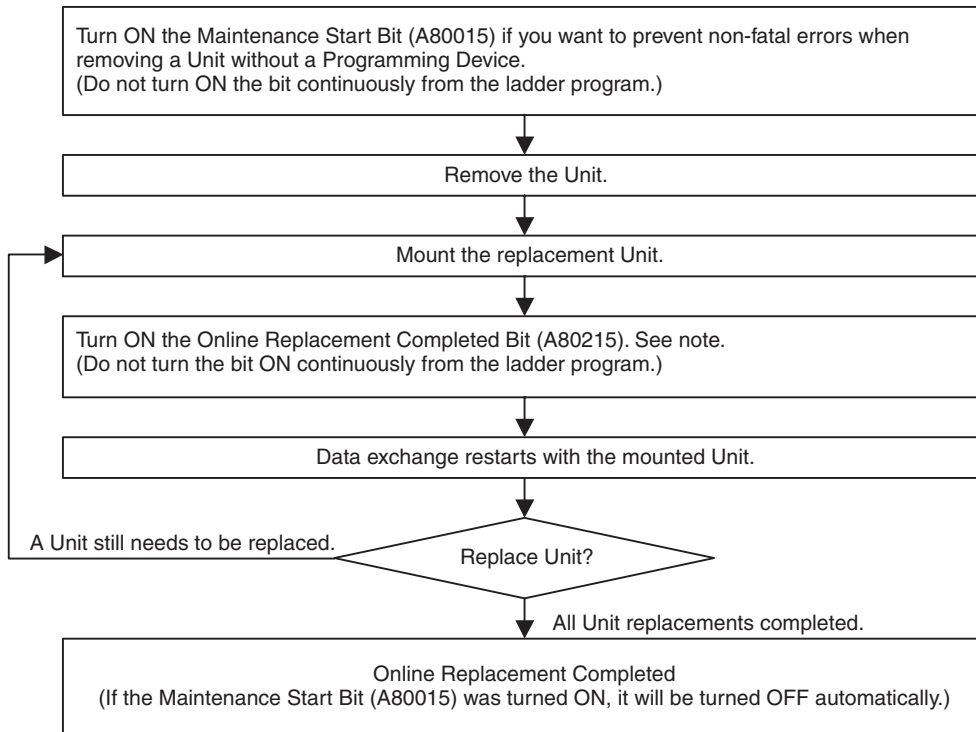 Turn ON the Maintenance Start Bit (A80015) if you want to prevent non-fatal errors when
removing a Unit without a Programming Device.
(Do not turn ON the bit continuously from the ladder program.)
Remove the Unit.
Mount the replacement Unit.
Turn ON the Online Replacement Completed Bit (A80215). See note.
(Do not turn the bit ON continuously from the ladder program.)
Data exchange restarts with the mounted Unit.
A Unit still needs to be replaced.
Replace Unit?
All Unit replacements completed.
Online Replacement Completed
(If the Maintenance Start Bit (A80015) was turned ON, it will be turned OFF automatically.)